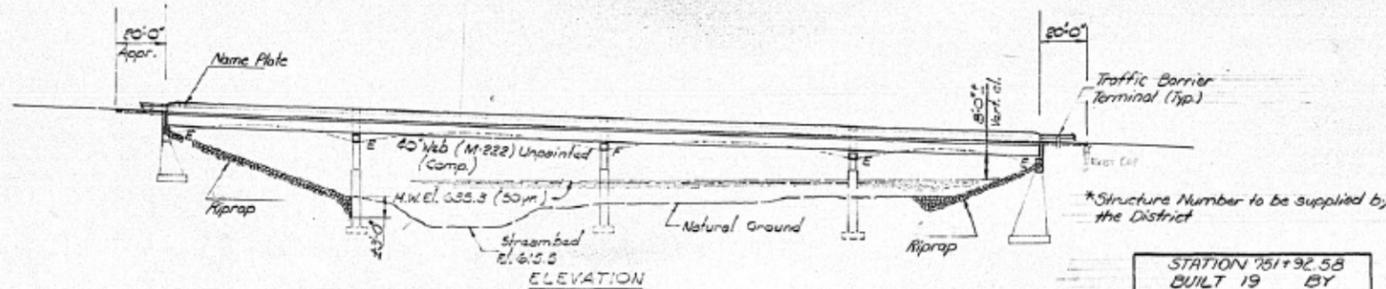 20'-0"
Appr.
Name Plate
20'-0"
Traffic Barrier
Terminal (Typ.)
8'-0"±
Vert. cl.
E
E
F
E
E
40" Web (M-222) Unpainted
(Comp.)
H.W. El. 635.3 (50 yr.)
Riprap
Streambed
El. 615.5
Natural Ground
Riprap
*Structure Number to be supplied by
the District
ELEVATION
STATION 751+92.58
BUILT 19 BY